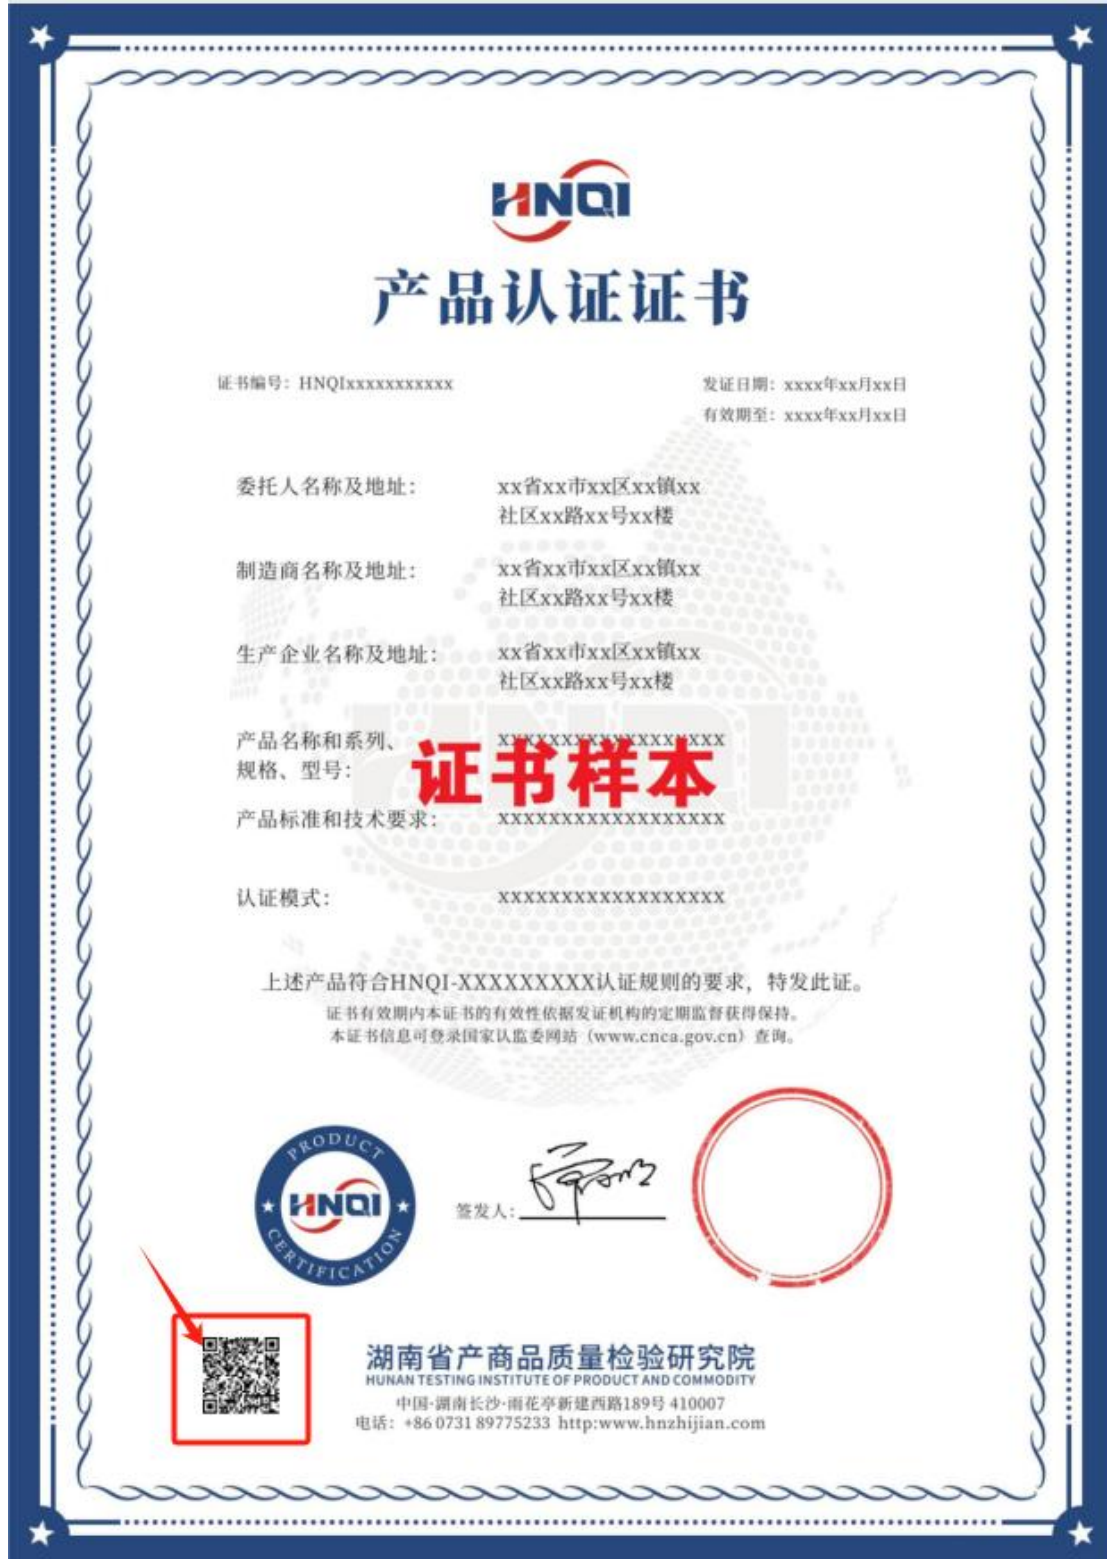 HNQI
产品认证证书
证书编号：HNQIxxxxxxxxxxx
发证日期：xxxx年xx月xx日
有效期至：xxxx年xx月xx日
委托人名称及地址：
xx省xx市xx区xx镇xx
社区xx路xx号xx楼
制造商名称及地址：
xx省xx市xx区xx镇xx
社区xx路xx号xx楼
生产企业名称及地址：
xx省xx市xx区xx镇xx
社区xx路xx号xx楼
产品名称和系列、
规格、型号：
xxxxxxxxxxxxxxxxxx
证书样本
产品标准和技术要求：
xxxxxxxxxxxxxxxxxx
认证模式：
xxxxxxxxxxxxxxxxxx
上述产品符合HNQI-XXXXXXXXX认证规则的要求，特发此证。
证书有效期内本证书的有效性依据发证机构的定期监督获得保持。
本证书信息可登录国家认监委网站（www.cnca.gov.cn）查询。
PRODUCT
HNQI
CERTIFICATION
签发人：
湖南省产商品质量检验研究院
HUNAN TESTING INSTITUTE OF PRODUCT AND COMMODITY
中国·湖南长沙·雨花亭新建西路189号 410007
电话：+86 0731 89775233 http:www.hnzhijian.com